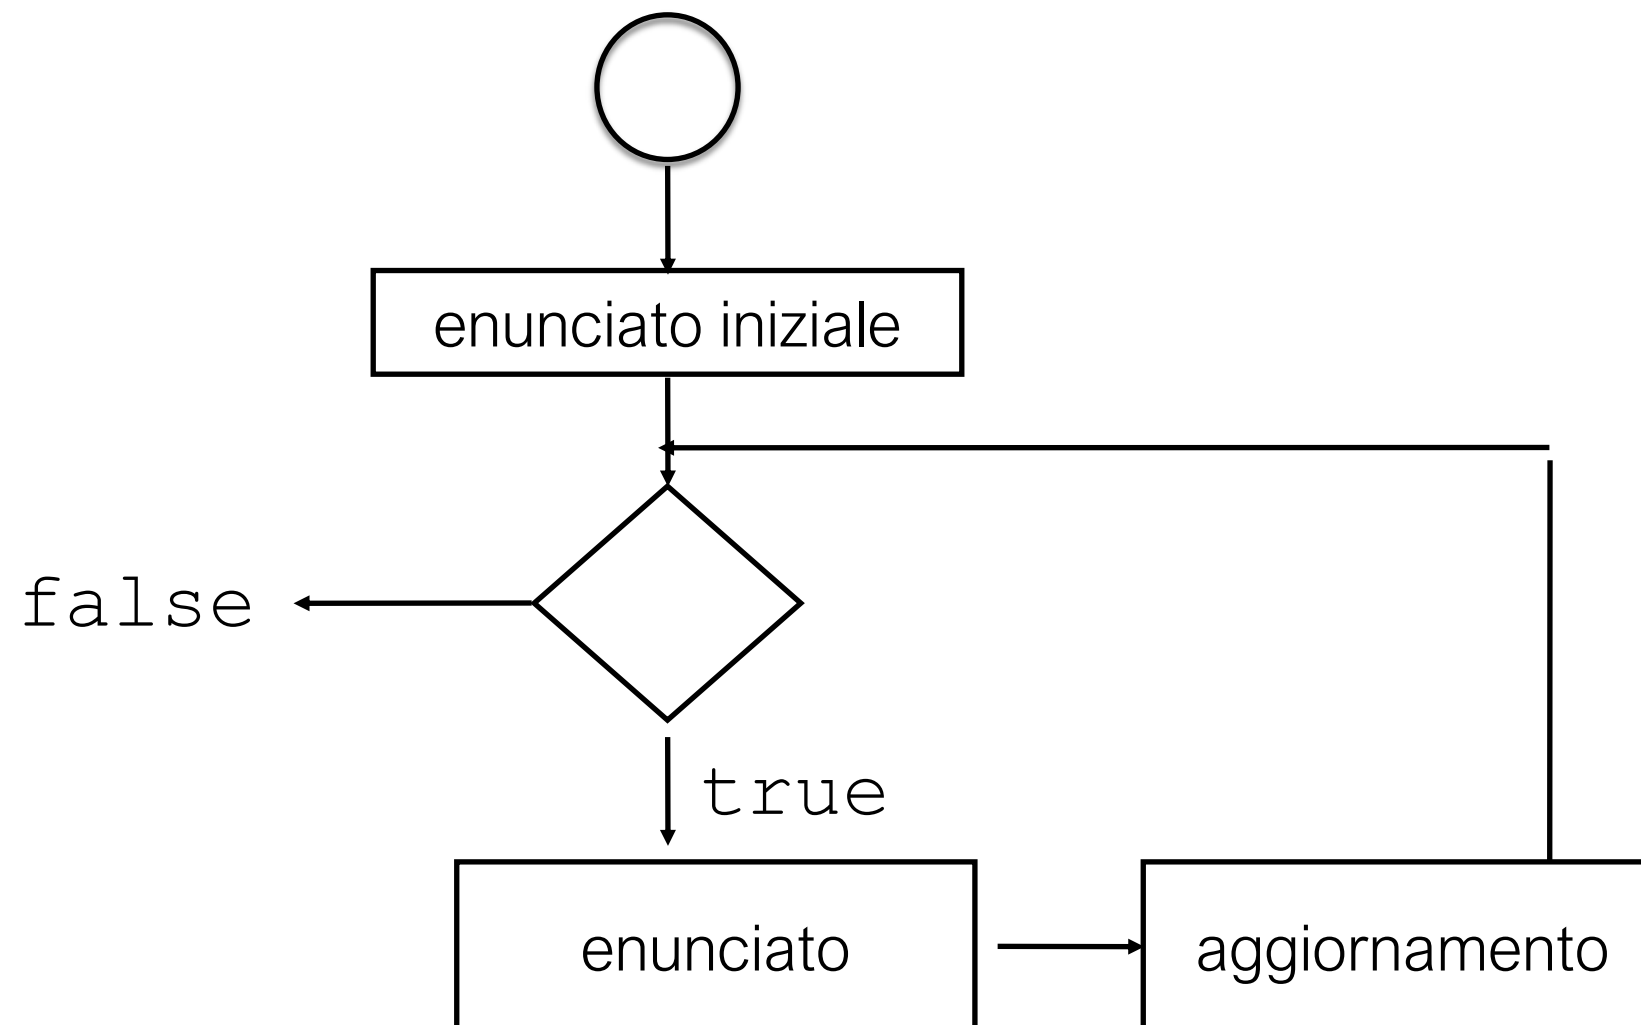 enunciato iniziale
false
true
enunciato
aggiornamento